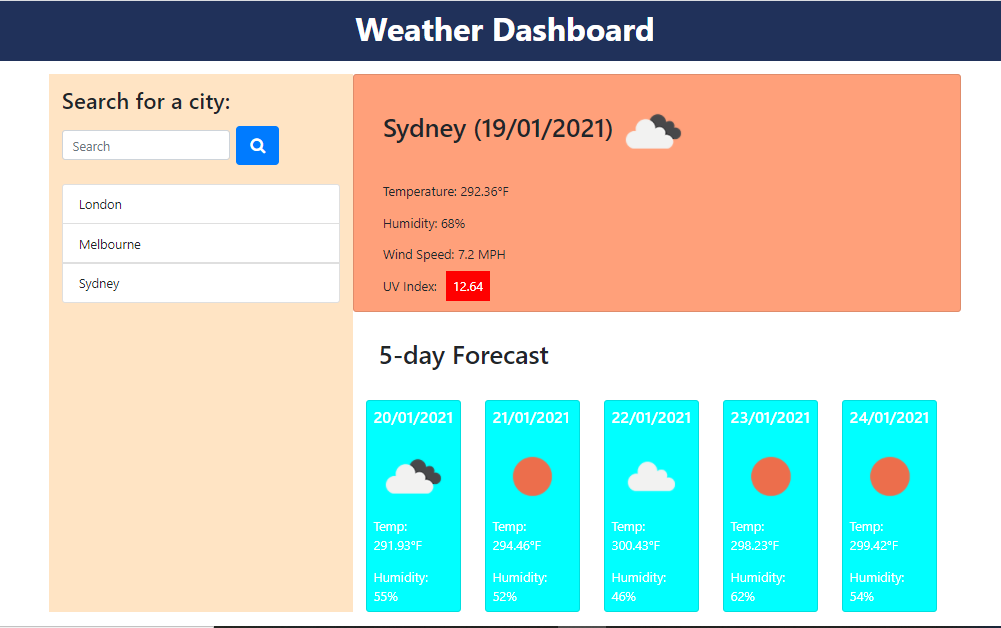 Weather Dashboard
Search for a city:
Search
London
Melbourne
Sydney
Sydney (19/01/2021)
Temperature: 292.36°F
Humidity: 68%
Wind Speed: 7.2 MPH
UV Index: 12.64
5-day Forecast
20/01/2021
Temp:
291.93°F
Humidity:
55%
21/01/2021
Temp:
294.46°F
Humidity:
52%
22/01/2021
Temp:
300.43°F
Humidity:
46%
23/01/2021
Temp:
298.23°F
Humidity:
62%
24/01/2021
Temp:
299.42°F
Humidity:
54%